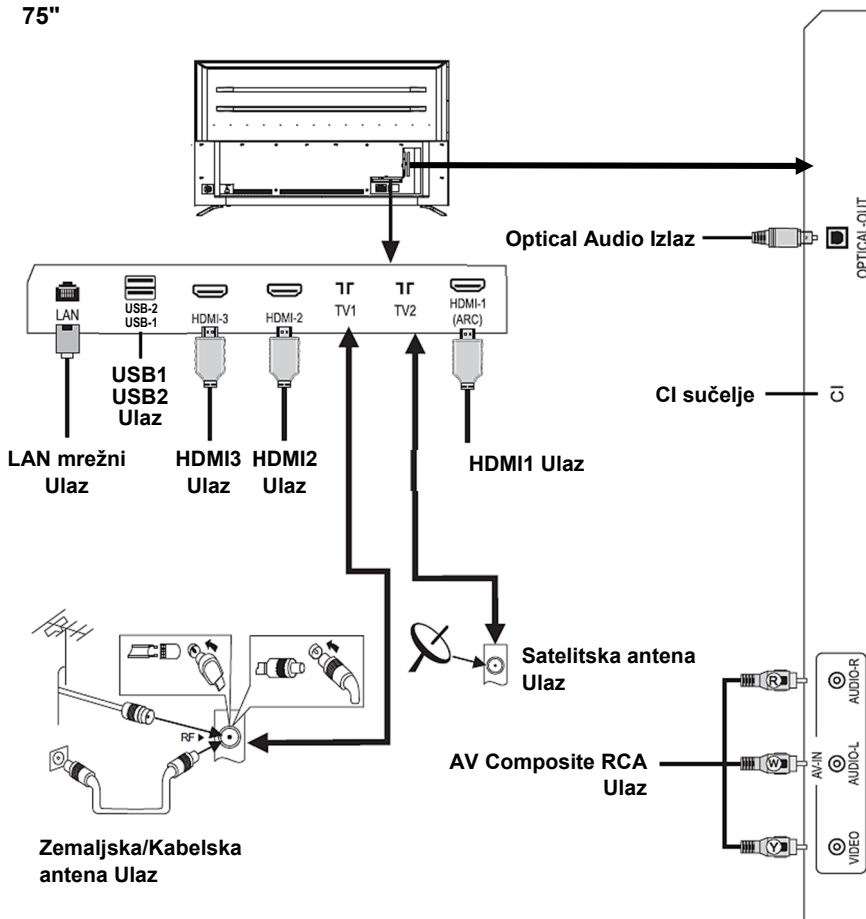 75"
Optical Audio Izlaz
OPTICAL-OUT
LAN
USB-2
USB-1
HDMI-3
HDMI-2
TV1
TV2
HDMI-1
(ARC)
USB1
USB2
Ulaz
CI sučelje
CI
LAN mrežni
Ulaz
HDMI3
Ulaz
HDMI2
Ulaz
HDMI1 Ulaz
Satelitska antena
Ulaz
RF
AV Composite RCA
Ulaz
R
W
Y
AV-IN
AUDIO-R
AUDIO-L
VIDEO
Zemaljska/Kabelska
antena Ulaz